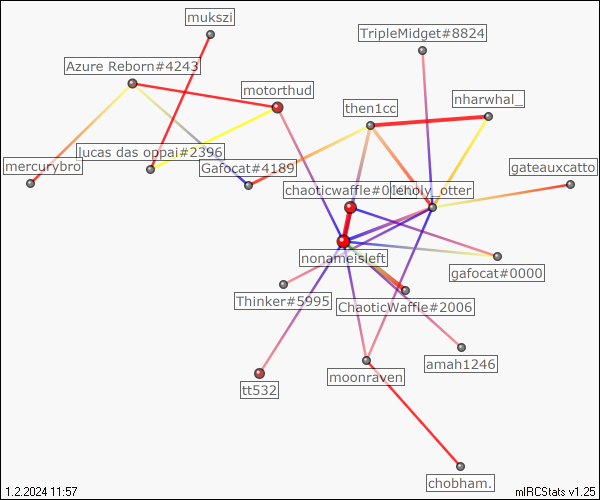 mukszi
TripleMidget#8824
Azure Reborn#4243
motorthud
nharwhal_
then1cc
lucas das oppai#2396
mercurybro
Gafocat#4189
gateauxcatto
chaoticwaffle#0
_otter
nonameisleft
gafocat#0000
Thinker#5995
ChaoticWaffle#2006
amah1246
moonraven
tt532
chobham.
1.2.2024 11:57
mIRCStats v1.25